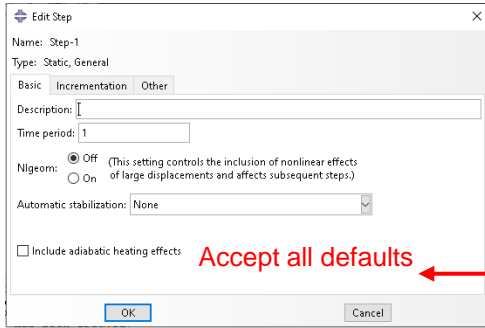 Edit Step
Name: Step-1
Type: Static, General
Basic Incrementation Other
Description:
Time period: 1
Nlgeom: Off (This setting controls the inclusion of nonlinear effects
On of large displacements and affects subsequent steps.)
Automatic stabilization: None
Include adiabatic heating effects
Accept all defaults
OK Cancel